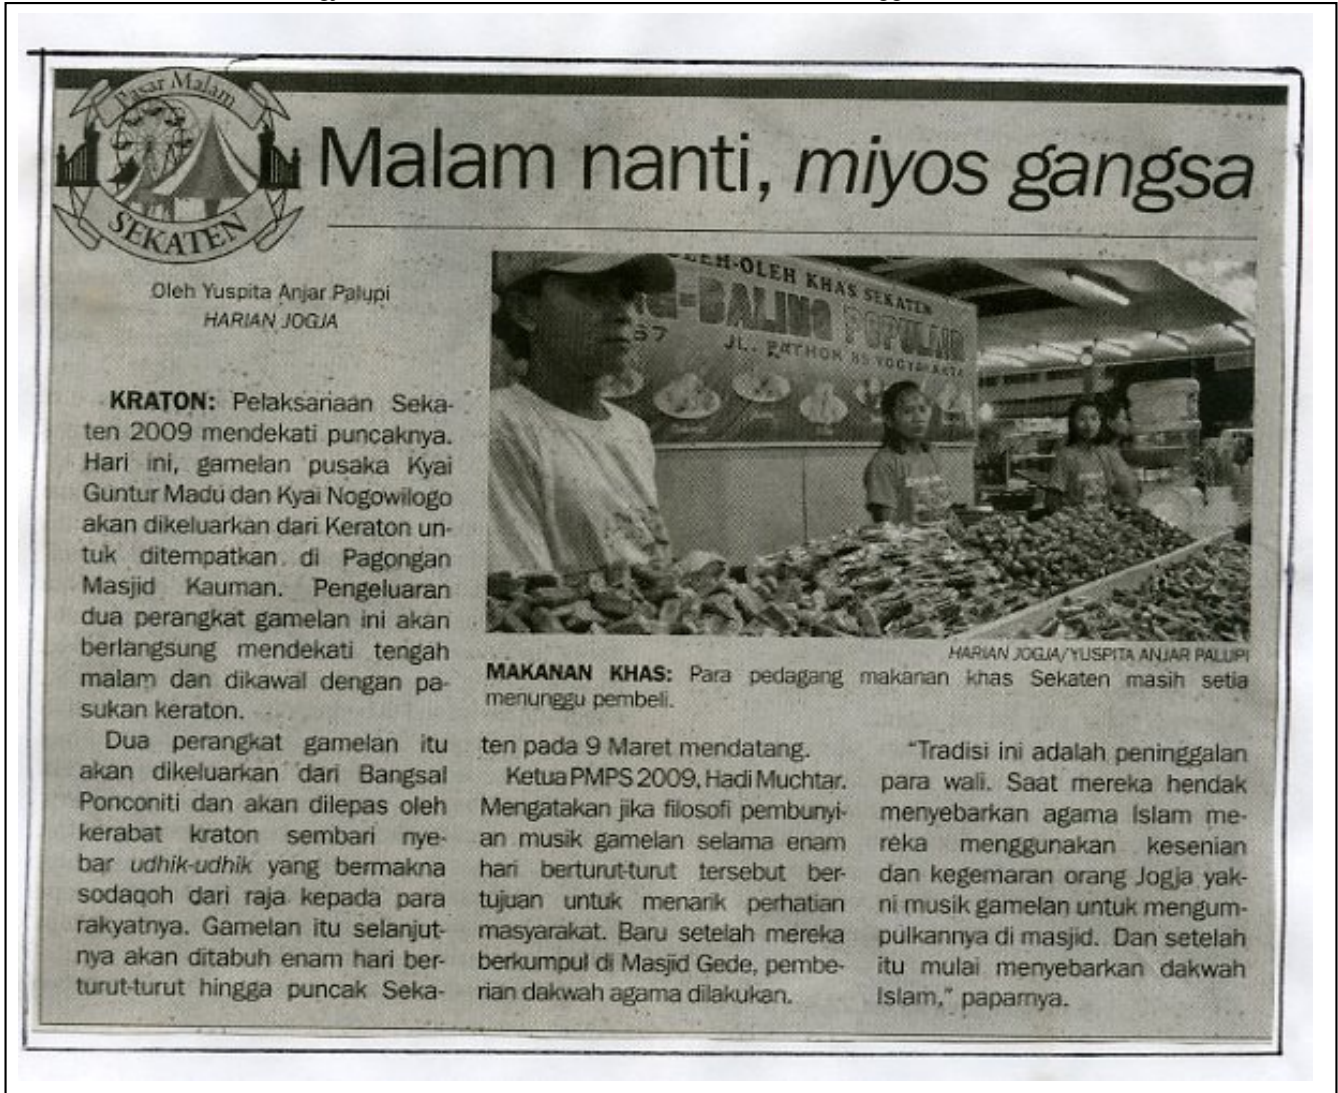 Pasar Malam
SEKATEN
Malam nanti, miyos gangsa
Oleh Yuspita Anjar Palupi
HARIAN JOGJA
KRATON: Pelaksanaan Seka-
ten 2009 mendekati puncaknya.
Hari ini, gamelan pusaka Kyai
Guntur Madu dan Kyai Nogowilogo
akan dikeluarkan dari Keraton un-
tuk ditempatkan di Pagongan
Masjid Kauman. Pengeluaran
dua perangkat gamelan ini akan
berlangsung mendekati tengah
malam dan dikawal dengan pa-
sukan keraton.
Dua perangkat gamelan itu
akan dikeluarkan dari Bangsal
Ponconiti dan akan dilepas oleh
kerabat kraton sembari nye-
bar udhik-udhik yang bermakna
sodaqoh dari raja kepada para
rakyatnya. Gamelan itu selanjut-
nya akan ditabuh enam hari ber-
turut-turut hingga puncak Seka-
OLEH-OLEH KHAS SEKATEN
-BALING POPULAIR
57
JL. PATHOK YOGYAKARTA
HARIAN JOGJA/YUSPITA ANJAR PALUPI
MAKANAN KHAS: Para pedagang makanan khas Sekaten masih setia
menunggu pembeli.
ten pada 9 Maret mendatang.
Ketua PMPS 2009, Hadi Muchtar.
Mengatakan jika filosofi pembunyi-
an musik gamelan selama enam
hari berturut-turut tersebut ber-
tujuan untuk menarik perhatian
masyarakat. Baru setelah mereka
berkumpul di Masjid Gede, pembe-
rian dakwah agama dilakukan.
"Tradisi ini adalah peninggalan
para wali. Saat mereka hendak
menyebarkan agama Islam me-
reka menggunakan kesenian
dan kegemaran orang Jogja yak-
ni musik gamelan untuk mengum-
pulkannya di masjid. Dan setelah
itu mulai menyebarkan dakwah
Islam," paparnya.